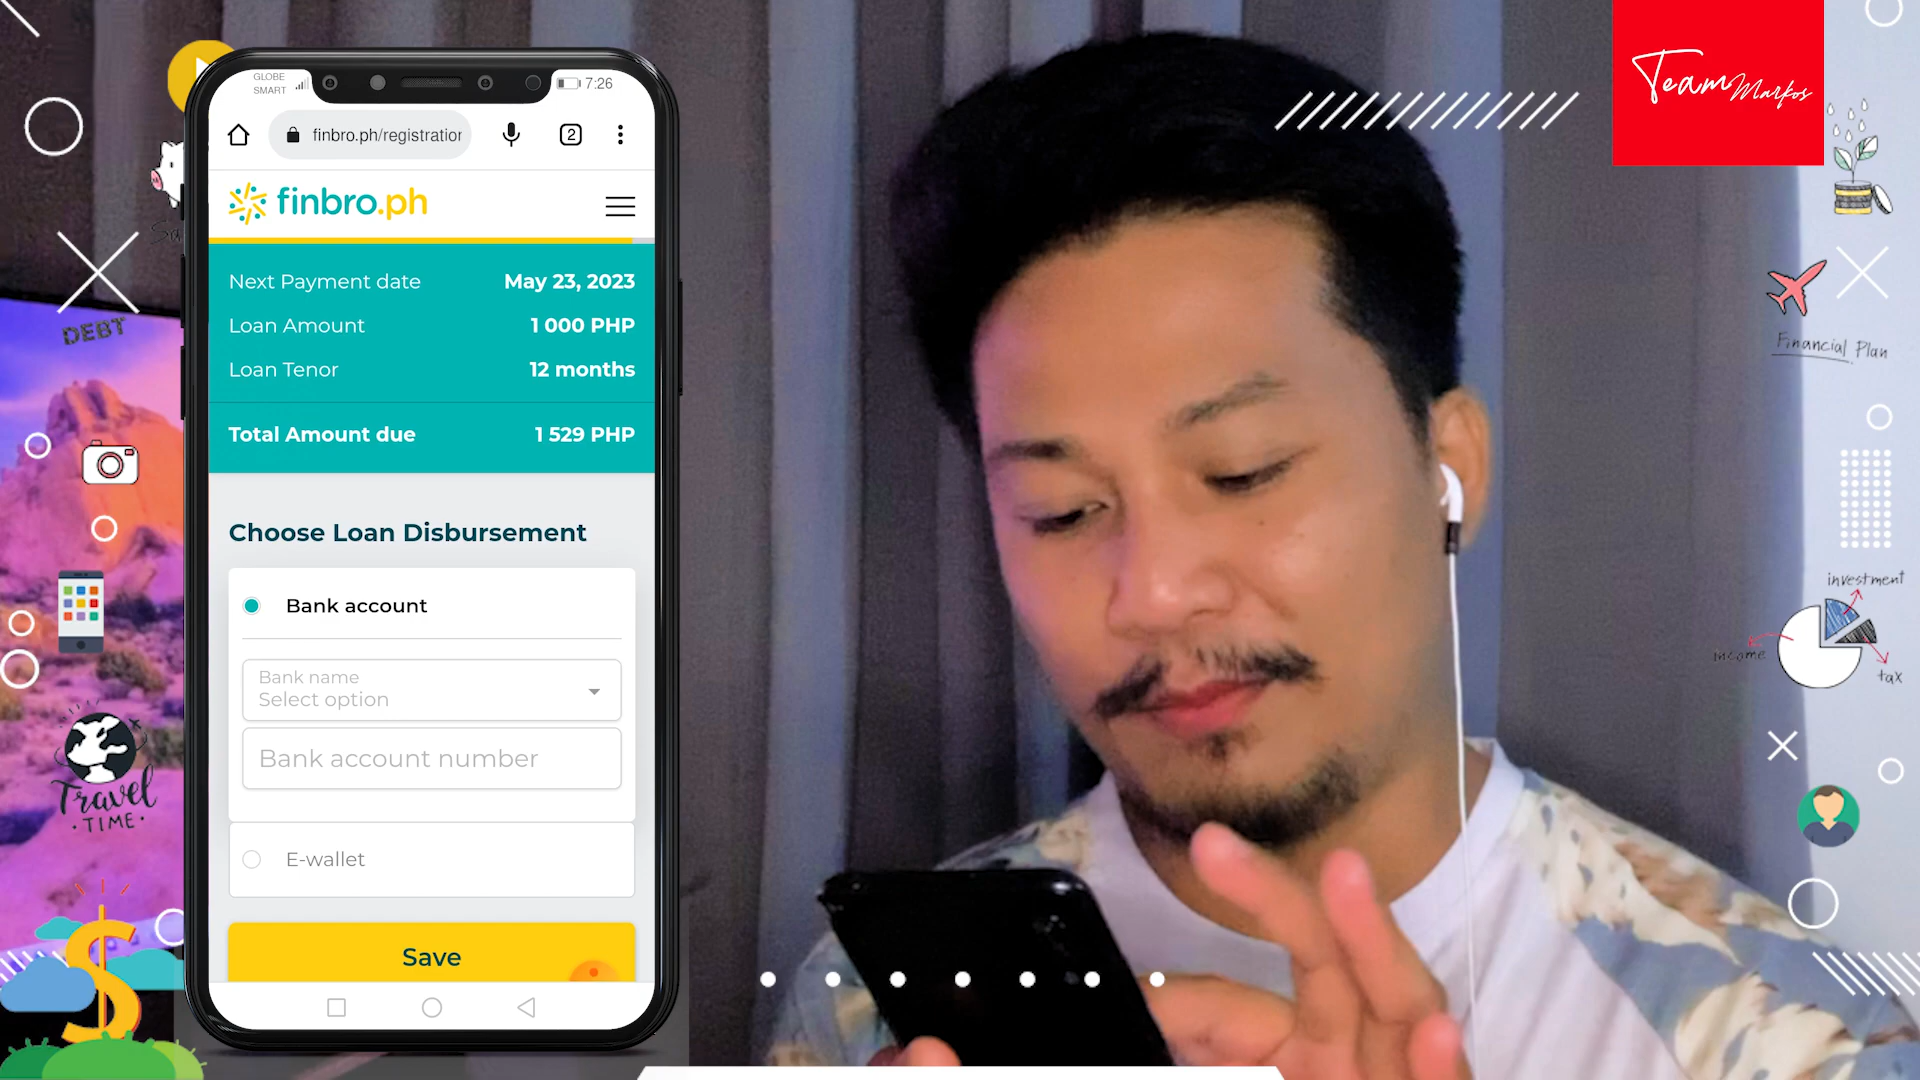 GLOBE
SMART
7:26
finbro.ph/registration
2
finbro.ph
Next Payment date May 23, 2023
Loan Amount 1 000 PHP
Loan Tenor 12 months
Total Amount due 1 529 PHP
Choose Loan Disbursement
Bank account
Bank name
Select option
Bank account number
E-wallet
Save
DEBT
Travel
• TIME •
Team Markos
Financial Plan
investment
income
tax